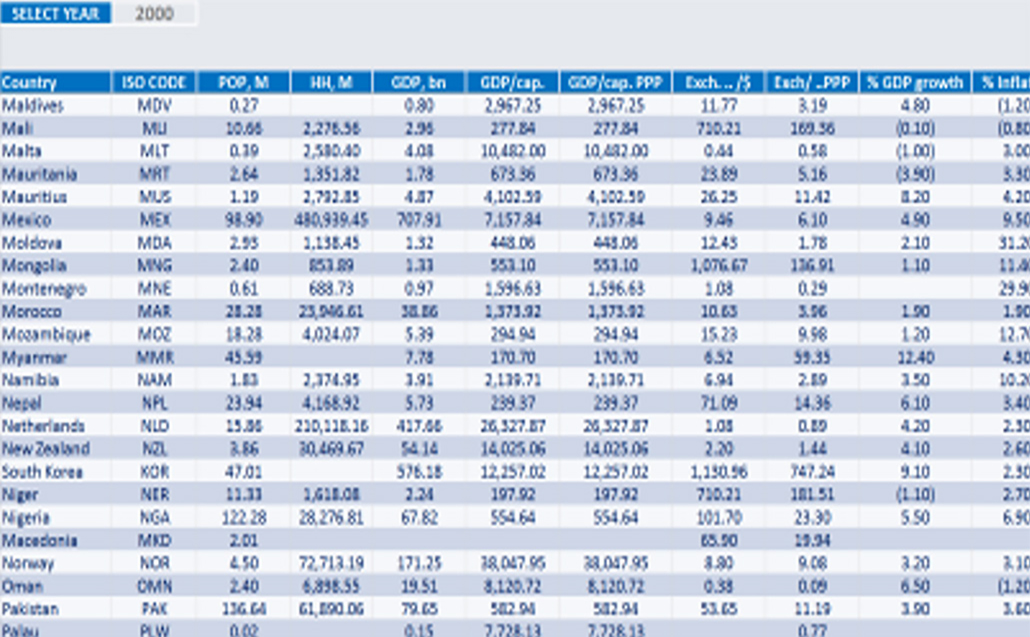 SELECT YEAR 2000
Country ISO CODE POP, M HH, M GDP, bn GDP/cap. GDP/cap. PPP Exch... /$ Exch/ ..PPP % GDP growth % Infla
Maldives MDV 0.27 0.80 2,967.25 2,967.25 11.77 3.19 4.80 (1.20
Mali MLI 10.66 2,276.56 2.96 277.84 277.84 710.21 169.36 (0.10) (0.80
Malta MLT 0.39 2,580.40 4.08 10,482.00 10,482.00 0.44 0.58 (1.00) 3.00
Mauritania MRT 2.64 1,351.82 1.78 673.36 673.36 23.89 5.16 (3.90) 3.30
Mauritius MUS 1.19 2,792.85 4.87 4,102.59 4,102.59 26.25 11.42 8.20 4.20
Mexico MEX 98.90 480,939.45 707.91 7,157.84 7,157.84 9.46 6.10 4.90 9.50
Moldova MDA 2.95 1,138.45 1.32 448.06 448.06 12.43 1.78 2.10 31.20
Mongolia MNG 2.40 853.89 1.33 553.10 553.10 1,076.67 136.91 1.10 11.40
Montenegro MNE 0.61 688.73 0.97 1,596.63 1,596.63 1.08 0.29 29.90
Morocco MAR 28.28 23,946.61 38.86 1,373.92 1,373.92 10.63 3.96 1.90 1.90
Mozambique MOZ 18.28 4,024.07 5.39 294.94 294.94 15.23 9.98 1.20 12.70
Myanmar MMR 45.59 7.78 170.70 170.70 6.52 59.35 12.40 4.30
Namibia NAM 1.83 2,374.95 3.91 2,139.71 2,139.71 6.94 2.89 3.50 10.20
Nepal NPL 23.94 4,168.92 5.73 239.37 239.37 71.09 14.36 6.10 3.40
Netherlands NLD 15.86 210,118.16 417.66 26,327.87 26,327.87 1.08 0.89 4.20 2.30
New Zealand NZL 3.86 30,469.67 54.14 14,025.06 14,025.06 2.20 1.44 4.10 2.60
South Korea KOR 47.01 576.18 12,257.02 12,257.02 1,130.96 747.24 9.10 2.30
Niger NER 11.33 1,618.08 2.24 197.92 197.92 710.21 181.51 (1.10) 2.70
Nigeria NGA 122.28 28,276.81 67.82 554.64 554.64 101.70 23.30 5.50 6.90
Macedonia MKD 2.01 65.90 19.94
Norway NOR 4.50 72,713.19 171.25 38,047.95 38,047.95 8.80 9.08 3.20 3.10
Oman OMN 2.40 6,898.55 19.51 8,120.72 8,120.72 0.38 0.09 6.50 (1.20
Pakistan PAK 136.64 61,890.06 79.65 582.94 582.94 53.65 11.19 3.90 3.60
Palau PLW 0.02 0.15 7,728.13 7,728.13 0.77